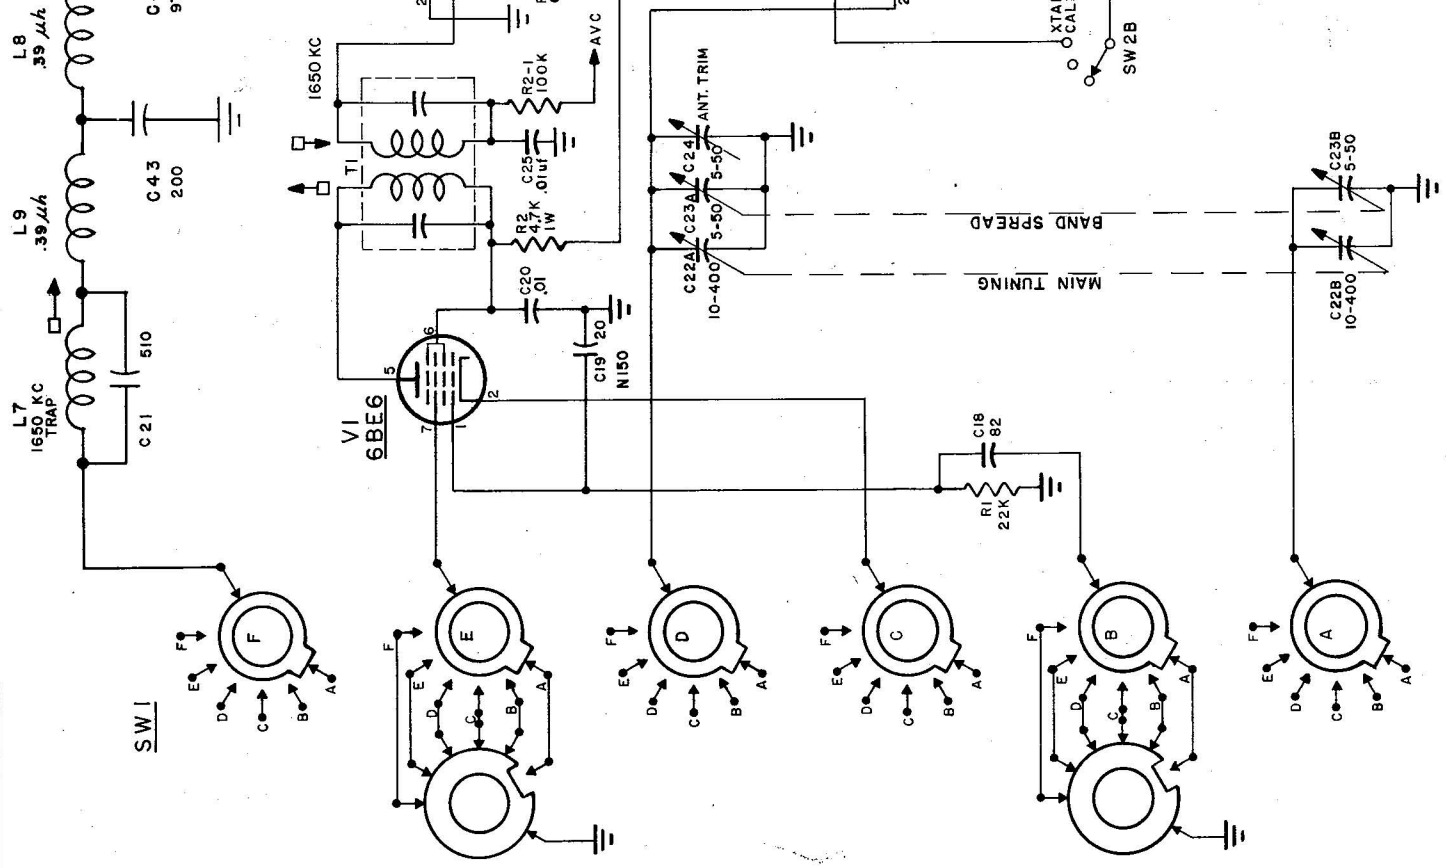 L8
.39 μh
L9
.39 μh
L7
1650 KC
TRAP
C21
510
C43
200
1650 KC
T1
R2-1
100K
AVC
C25
.01uf
R2
4.7K
1W
C20
.01
C19
20
N150
V1
6BE6
5
6
7
1
2
ANT. TRIM
C24
5-50
C23A
5-50
C22A
10-400
BAND SPREAD
MAIN TUNING
XTAL
CAL
SW2B
C23B
5-50
C22B
10-400
C18
82
R1
22K
SW1
F
F
E
D
C
B
A
E
F
E
D
C
B
A
D
F
E
D
C
B
A
C
F
E
D
C
B
A
B
F
E
D
C
B
A
A
F
E
D
C
B
A